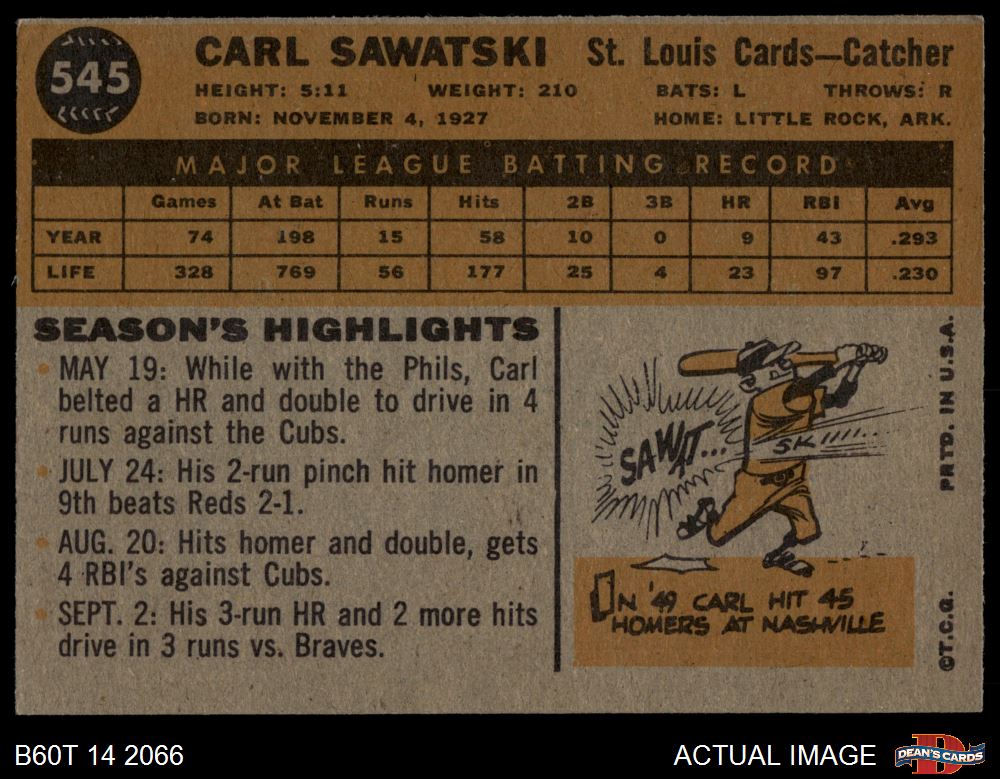 545
CARL SAWATSKI St. Louis Cards—Catcher
HEIGHT: 5:11 WEIGHT: 210 BATS: L THROWS: R
BORN: NOVEMBER 4, 1927 HOME: LITTLE ROCK, ARK.
MAJOR LEAGUE BATTING RECORD
Games At Bat Runs Hits 2B 3B HR RBI Avg
YEAR 74 198 15 58 10 0 9 43 .293
LIFE 328 769 56 177 25 4 23 97 .230
SEASON'S HIGHLIGHTS
• MAY 19: While with the Phils, Carl
belted a HR and double to drive in 4
runs against the Cubs.
• JULY 24: His 2-run pinch hit homer in
9th beats Reds 2-1.
• AUG. 20: Hits homer and double, gets
4 RBI's against Cubs.
• SEPT. 2: His 3-run HR and 2 more hits
drive in 3 runs vs. Braves.
SAWAT...
SKIIII....
IN '49 CARL HIT 45
HOMERS AT NASHVILLE
PRTD. IN U.S.A.
©T.C.G.
B60T 14 2066
ACTUAL IMAGE
DEAN'S CARDS